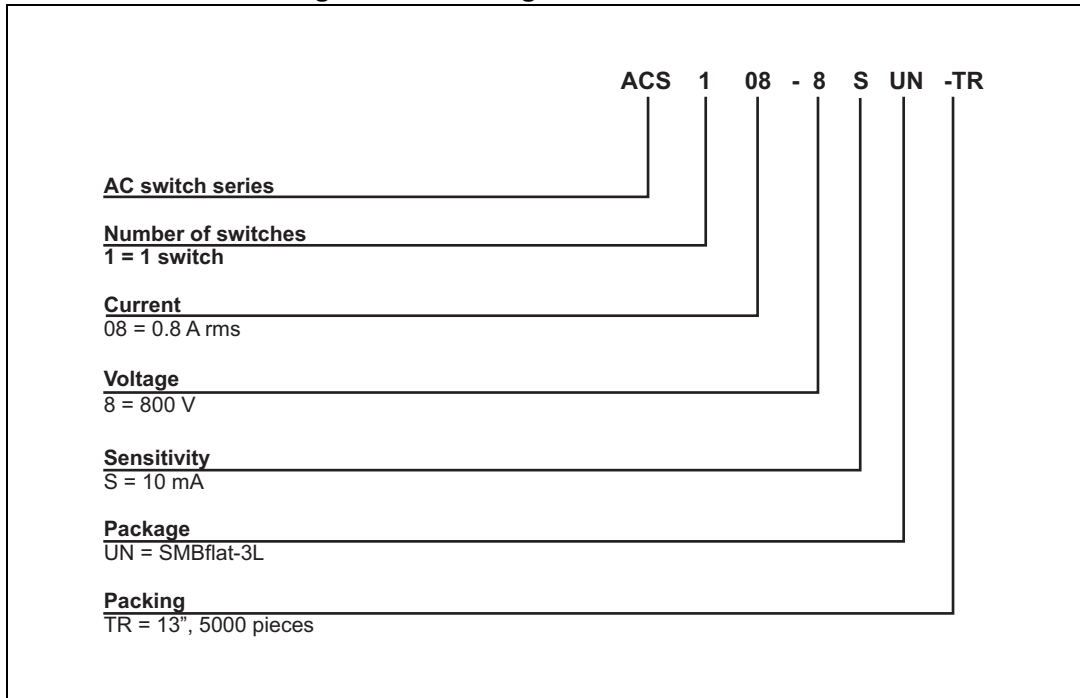 ACS 1 08 - 8 S UN -TR
AC switch series
Number of switches
1 = 1 switch
Current
08 = 0.8 A rms
Voltage
8 = 800 V
Sensitivity
S = 10 mA
Package
UN = SMBflat-3L
Packing
TR = 13”, 5000 pieces